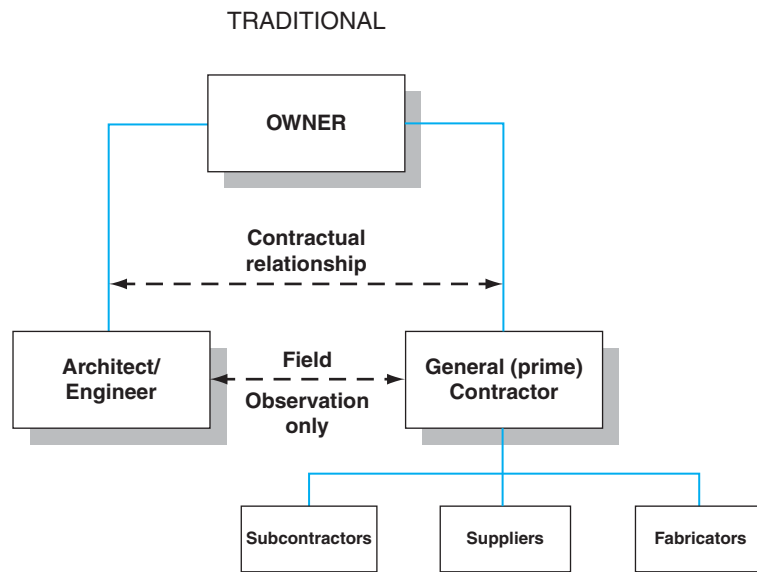 TRADITIONAL
OWNER
Contractual
relationship
Architect/
Engineer
Field
Observation
only
General (prime)
Contractor
Subcontractors
Suppliers
Fabricators